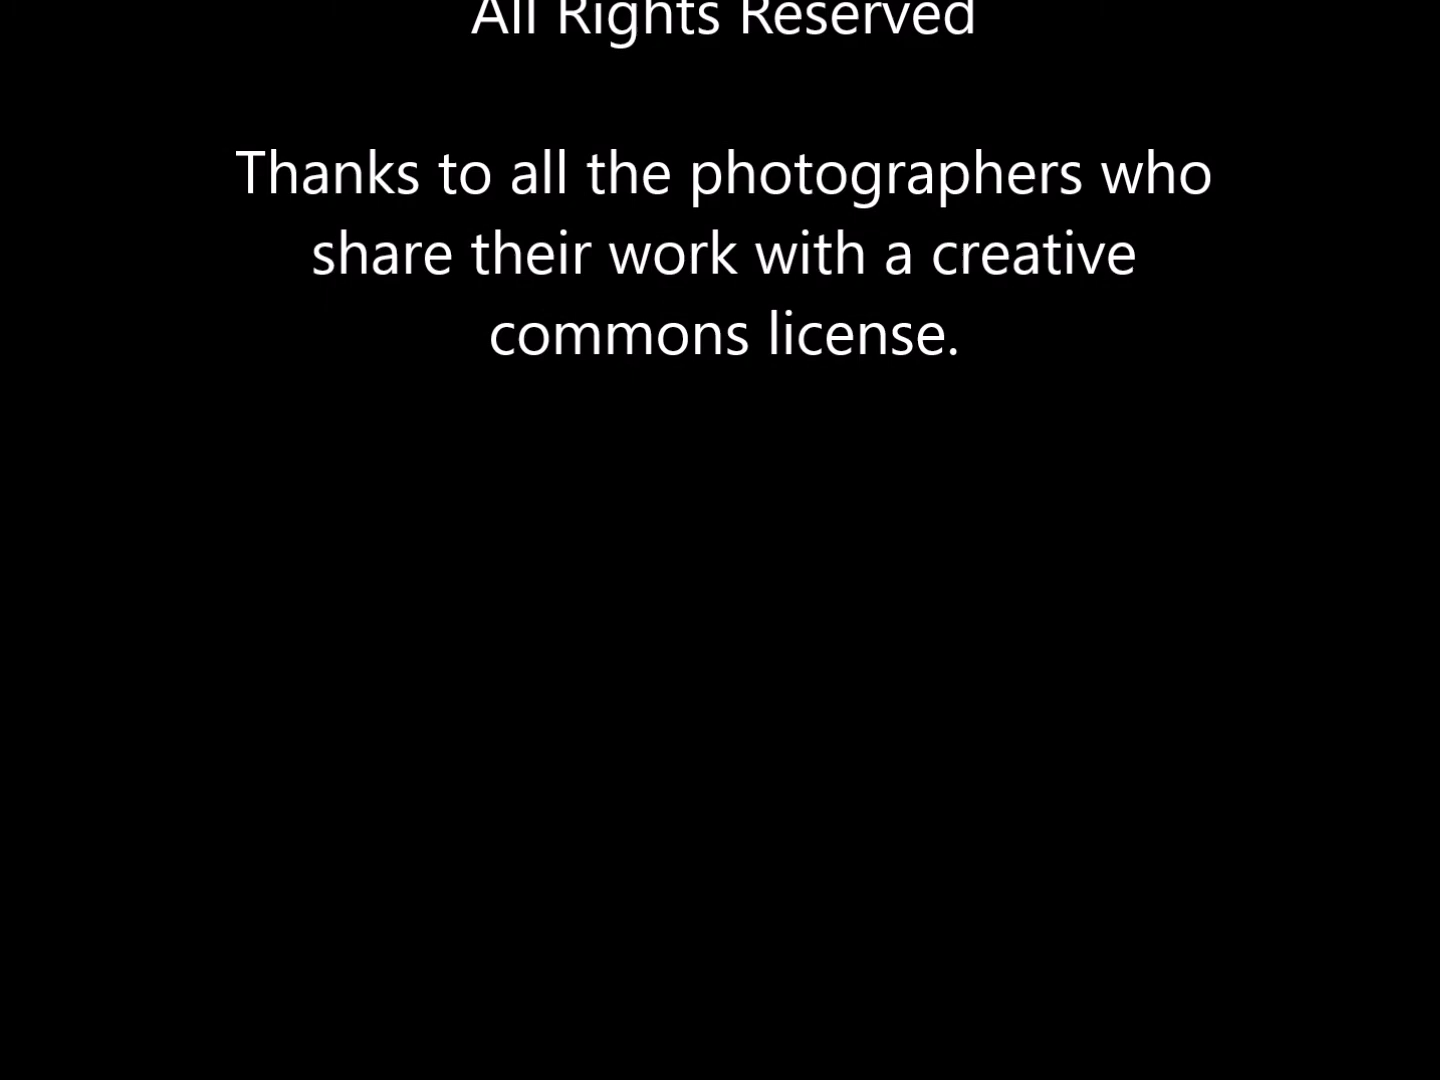 All Rights Reserved
Thanks to all the photographers who
share their work with a creative
commons license.